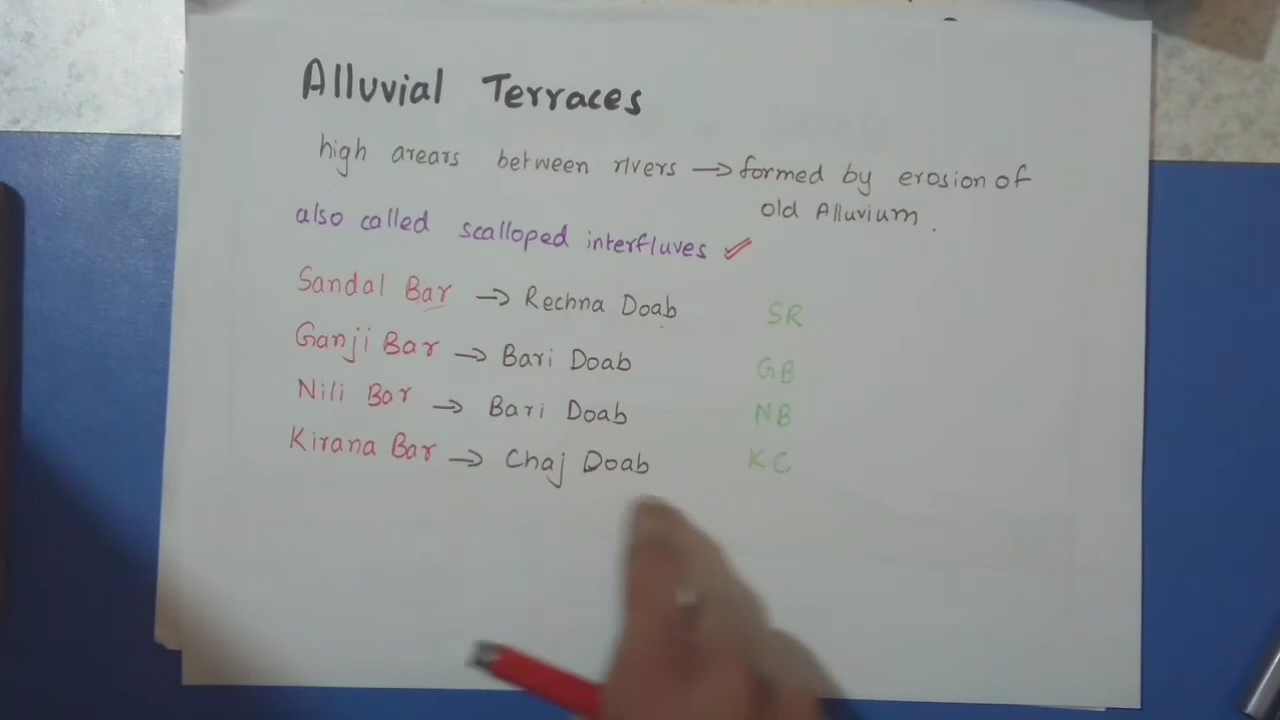 Alluvial Terraces
high arears between rivers → formed by erosion of
old Alluvium.
also called scalloped interfluves ✓
Sandal Bar → Rechna Doab SR
Ganji Bar → Bari Doab GB
Nili Bar → Bari Doab NB
Kirana Bar → Chaj Doab KC